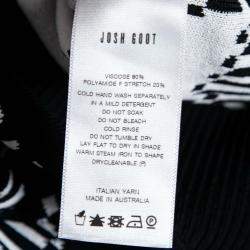 JOSH GOOT
VISCOSE 80%
POLYAMIDE F STRETCH 20%
COLD HAND WASH SEPARATELY
IN A MILD DETERGENT
DO NOT SOAK
DO NOT BLEACH
COLD RINSE
DO NOT TUMBLE DRY
LAY FLAT TO DRY IN SHADE
WARM STEAM IRON TO SHAPE
DRYCLEANABLE (P)
ITALIAN YARN
MADE IN AUSTRALIA